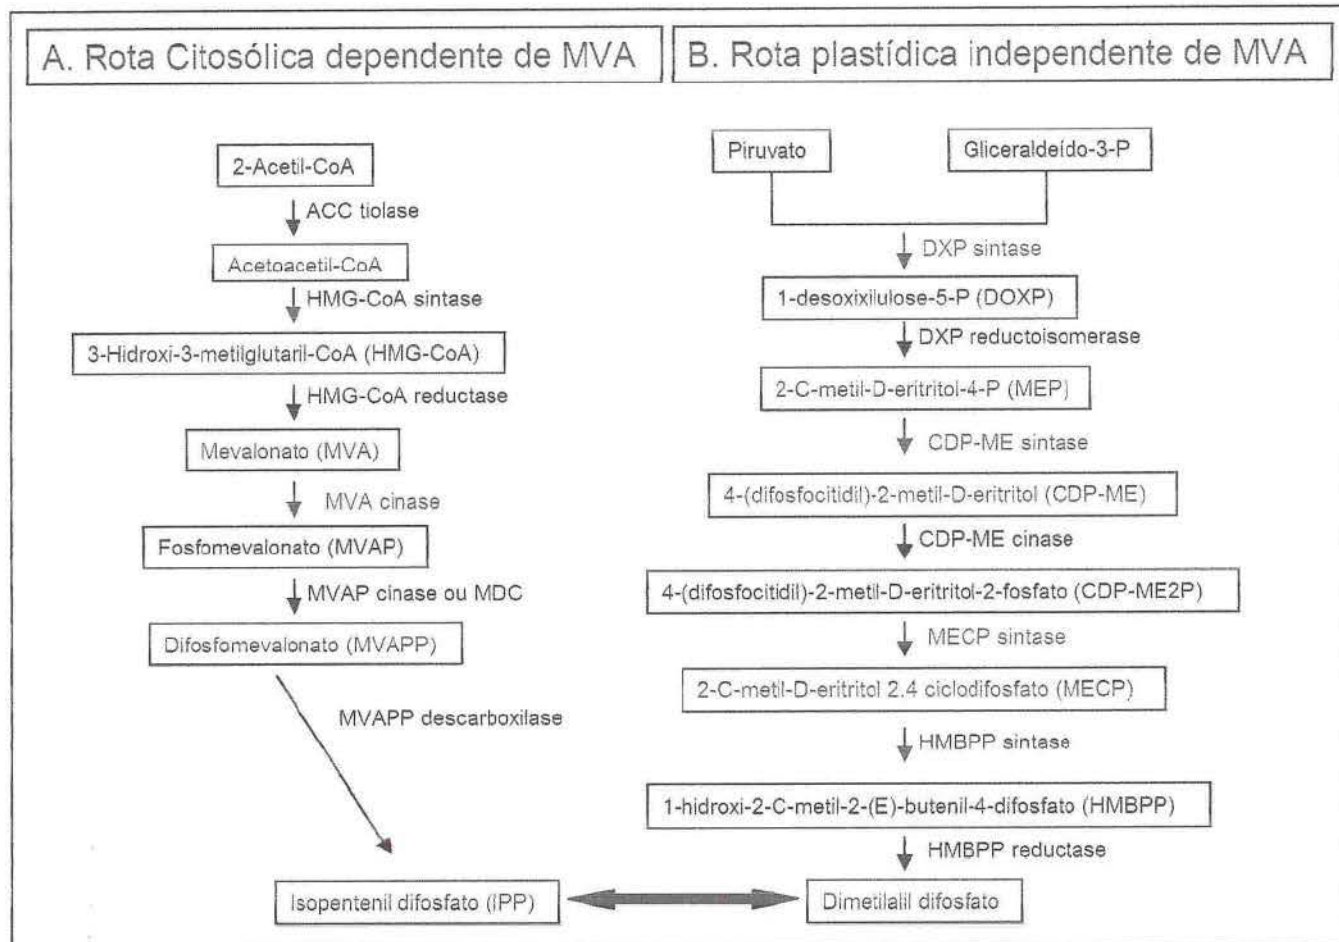 A. Rota Citosólica dependente de MVA
2-Acetil-CoA
ACC tiolase
Acetoacetil-CoA
HMG-CoA sintase
3-Hidroxi-3-metilglutaril-CoA (HMG-CoA)
HMG-CoA reductase
Mevalonato (MVA)
MVA cinase
Fosfomevalonato (MVAP)
MVAP cinase ou MDC
Difosfomevalonato (MVAPP)
MVAPP descarboxilase
Isopentenil difosfato (IPP)
B. Rota plastídica independente de MVA
Piruvato
Gliceraldeído-3-P
DXP sintase
1-desoxixilulose-5-P (DOXP)
DXP reductoisomerase
2-C-metil-D-eritritol-4-P (MEP)
CDP-ME sintase
4-(difosfocitidil)-2-metil-D-eritritol (CDP-ME)
CDP-ME cinase
4-(difosfocitidil)-2-metil-D-eritritol-2-fosfato (CDP-ME2P)
MECP sintase
2-C-metil-D-eritritol 2.4 ciclodifosfato (MECP)
HMBPP sintase
1-hidroxi-2-C-metil-2-(E)-butenil-4-difosfato (HMBPP)
HMBPP reductase
Dimetilalil difosfato